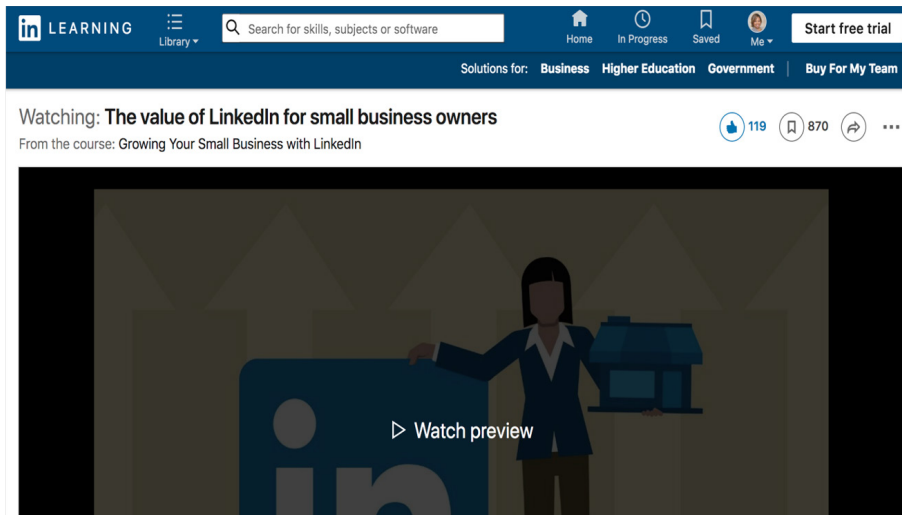 in LEARNING
Library
Search for skills, subjects or software
Home
In Progress
Saved
Me
Start free trial
Solutions for: Business Higher Education Government | Buy For My Team
Watching: The value of LinkedIn for small business owners
119
870
From the course: Growing Your Small Business with LinkedIn
Watch preview
in